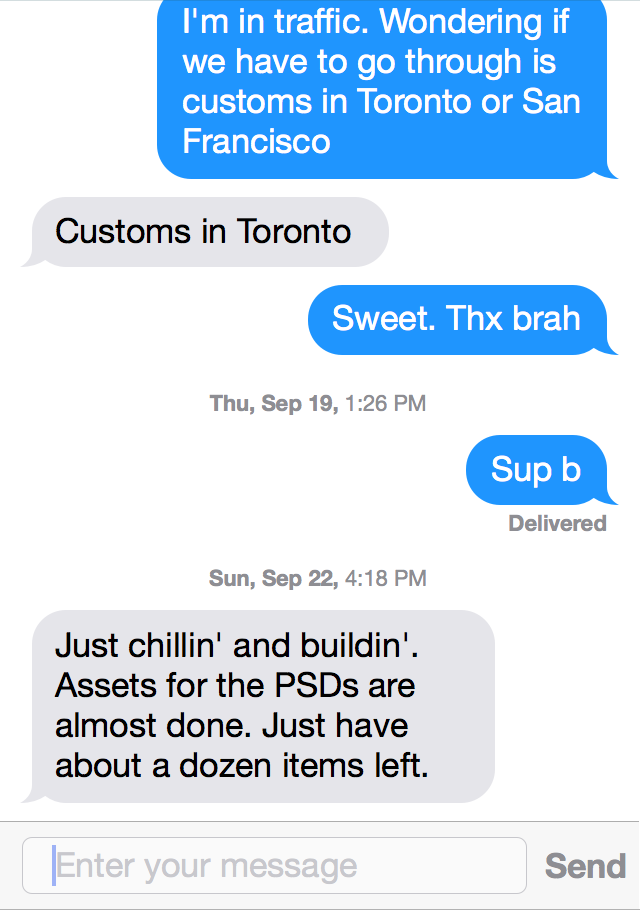 I'm in traffic. Wondering if
we have to go through is
customs in Toronto or San
Francisco
Customs in Toronto
Sweet. Thx brah
Thu, Sep 19, 1:26 PM
Sup b
Delivered
Sun, Sep 22, 4:18 PM
Just chillin' and buildin'.
Assets for the PSDs are
almost done. Just have
about a dozen items left.
Enter your message
Send